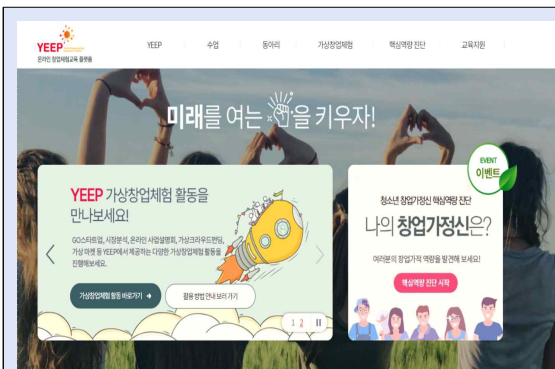 YEEP
온라인 창업체험교육 플랫폼
YEEP 수업 동아리 가상창업체험 핵심역량 진단 교육지원
미래를 여는 힘을 키우자!
EVENT
이벤트
YEEP 가상창업체험 활동을
만나보세요!
GO스타트업, 시장분석, 온라인 사업설명회, 가상크라우드펀딩,
가상 마켓 등 YEEP에서 제공하는 다양한 가상창업체험 활동을
진행해보세요.
가상창업체험 활동 바로가기
활용 방법 안내 보러 가기
1 2
청소년 창업가정신 핵심역량 진단
나의 창업가정신은?
여러분의 창업가적 역량을 발견해 보세요!
핵심역량 진단 시작